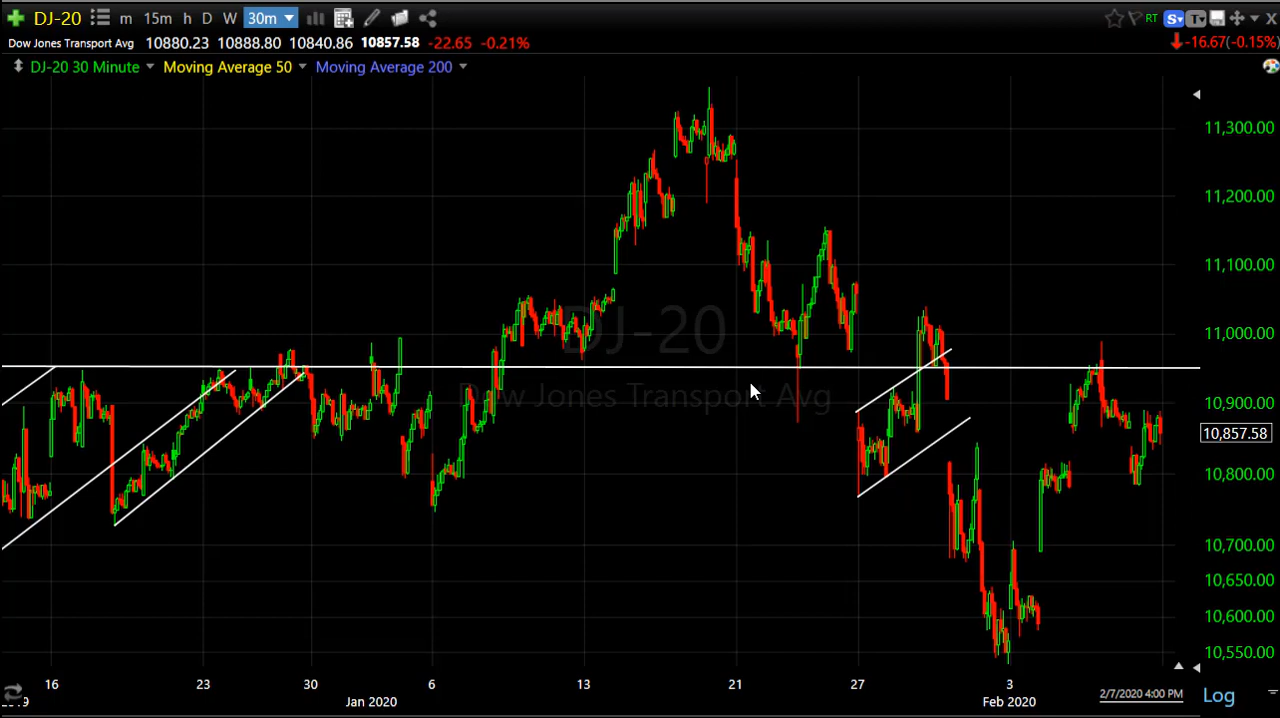 DJ-20 m 15m h D W 30m RT S T X
Dow Jones Transport Avg 10880.23 10888.80 10840.86 10857.58 -22.65 -0.21% -16.67(-0.15%)
DJ-20 30 Minute Moving Average 50 Moving Average 200
11,300.00
11,200.00
11,100.00
11,000.00
DJ-20
Dow Jones Transport Avg
10,900.00
10,857.58
10,800.00
10,700.00
10,650.00
10,600.00
10,550.00
16 23 30 6 13 21 27 3 2/7/2020 4:00 PM Log
Jan 2020 Feb 2020